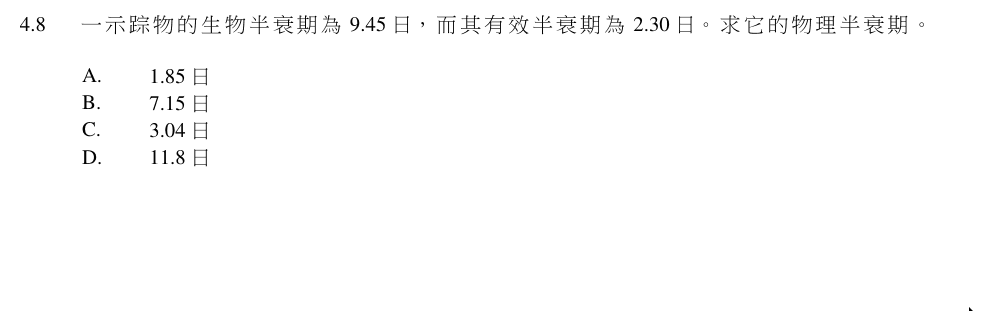 4.8 一示踪物的生物半衰期為 9.45 日，而其有效半衰期為 2.30 日。求它的物理半衰期。
A. 1.85 日
B. 7.15 日
C. 3.04 日
D. 11.8 日